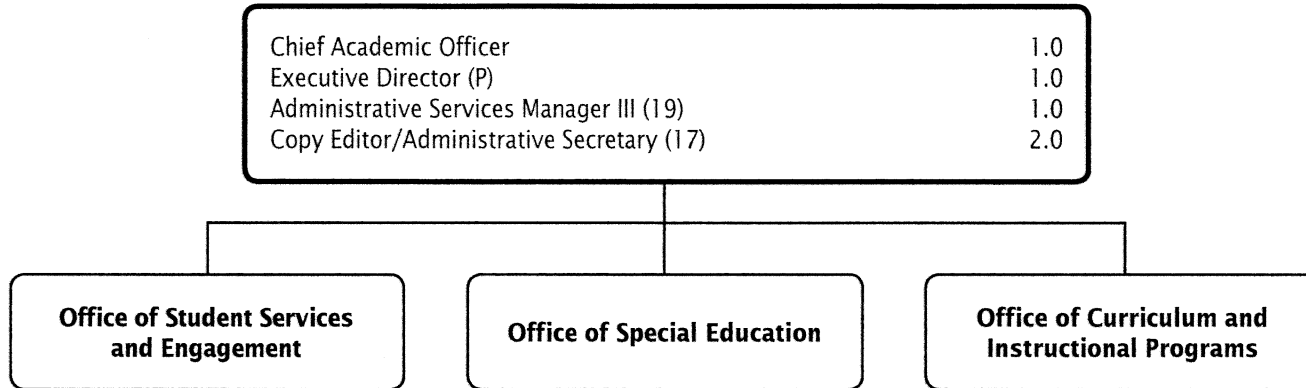 Chief Academic Officer 1.0
Executive Director (P) 1.0
Administrative Services Manager III (19) 1.0
Copy Editor/Administrative Secretary (17) 2.0
Office of Student Services
and Engagement
Office of Special Education
Office of Curriculum and
Instructional Programs